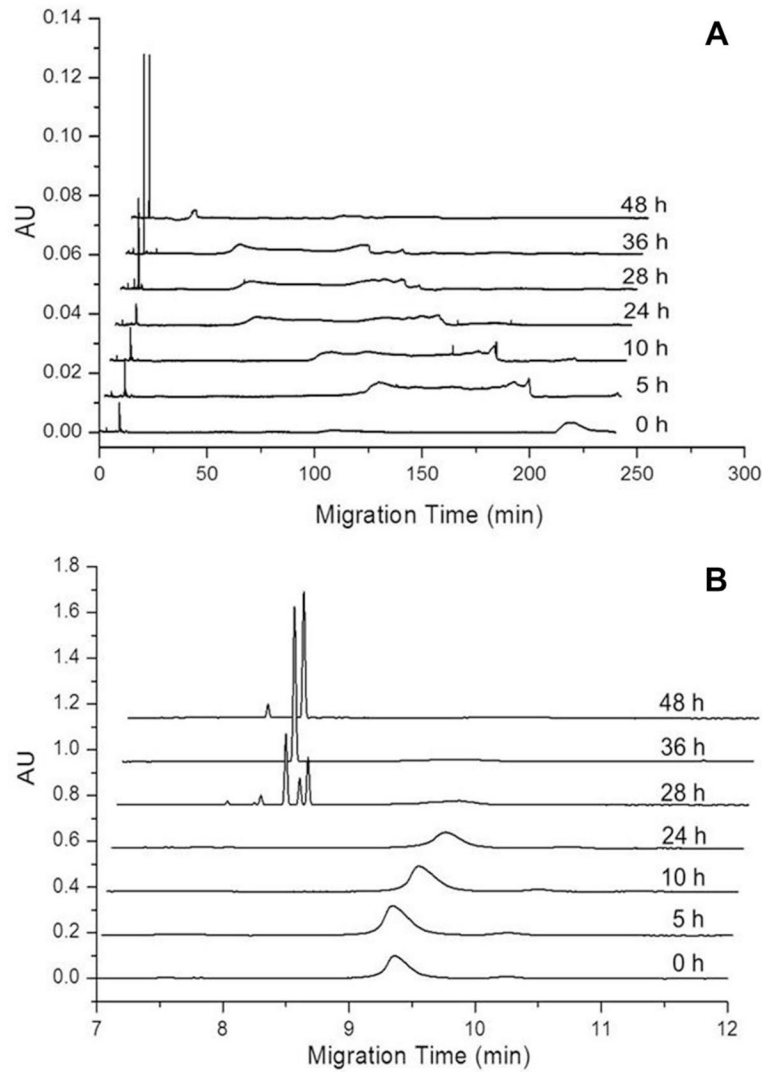 A
0.14
0.12
0.10
0.08
0.06
0.04
0.02
0.00
AU
48 h
36 h
28 h
24 h
10 h
5 h
0 h
0 50 100 150 200 250 300
Migration Time (min)
B
1.8
1.6
1.4
1.2
1.0
0.8
0.6
0.4
0.2
0.0
AU
48 h
36 h
28 h
24 h
10 h
5 h
0 h
7 8 9 10 11 12
Migration Time (min)